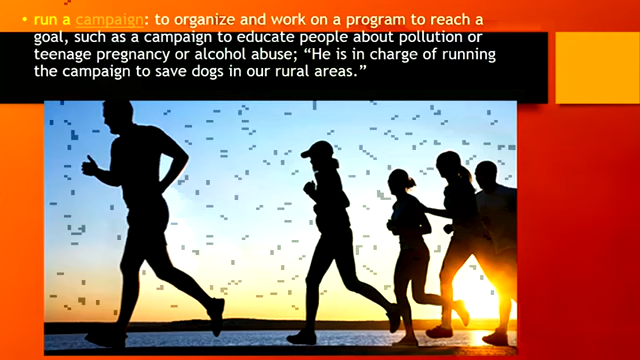 • run a campaign: to organize and work on a program to reach a
goal, such as a campaign to educate people about pollution or
teenage pregnancy or alcohol abuse; “He is in charge of running
the campaign to save dogs in our rural areas.”